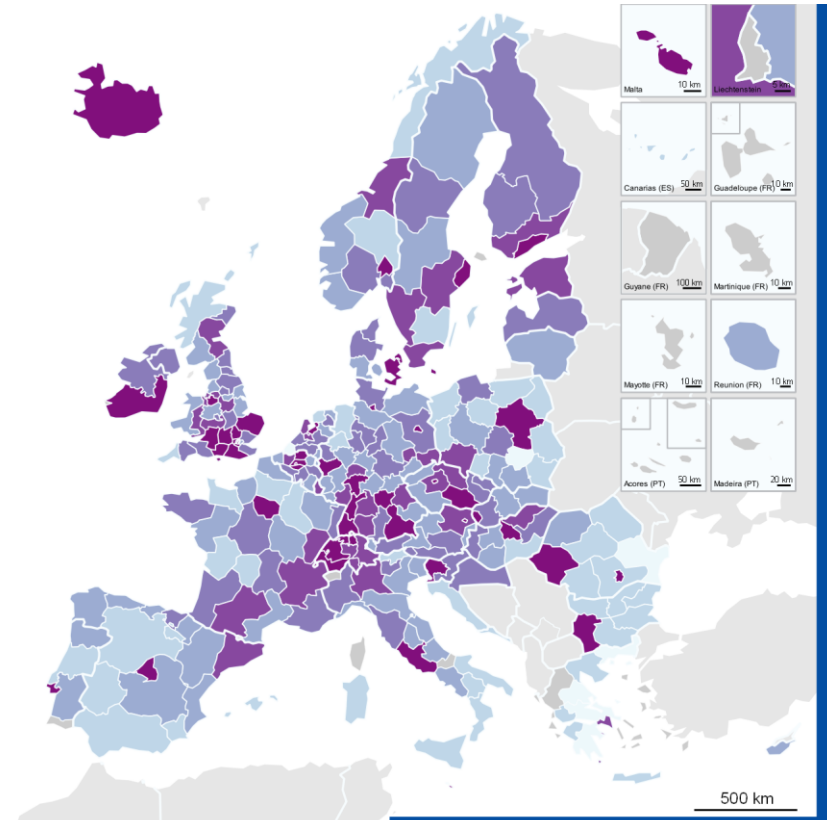 Malta
10 km
Liechtenstein
5 km
Canarias (ES)
50 km
Guadeloupe (FR)
10 km
Guyane (FR)
100 km
Martinique (FR)
10 km
Mayotte (FR)
10 km
Reunion (FR)
10 km
Acores (PT)
50 km
Madeira (PT)
20 km
500 km